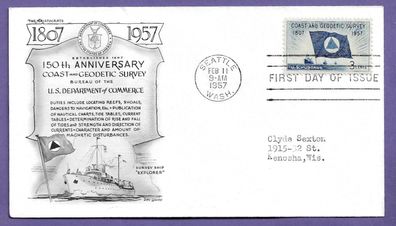 THE ARISTOCRATS
1807 1957
ESTABLISHED 1807
150TH ANNIVERSARY
COAST AND GEODETIC SURVEY
BUREAU OF THE
U.S. DEPARTMENT OF COMMERCE
DUTIES INCLUDE LOCATING REEFS, SHOALS,
DANGERS TO NAVIGATION, Etc. • PUBLICATION
OF NAUTICAL CHARTS, TIDE TABLES, CURRENT
TABLES • DETERMINATION OF RISE AND FALL
OF TIDES AND STRENGTH AND DIRECTION OF
CURRENTS • CHARACTER AND AMOUNT OF
MAGNETIC DISTURBANCES.
SURVEY SHIP
"EXPLORER"
SEATTLE
FEB 11
9-AM
1957
WASH.
COAST AND GEODETIC SURVEY
1807 1957
3
FIRST DAY OF ISSUE
Clyde Sexton
St.
Kenosha, Wis.